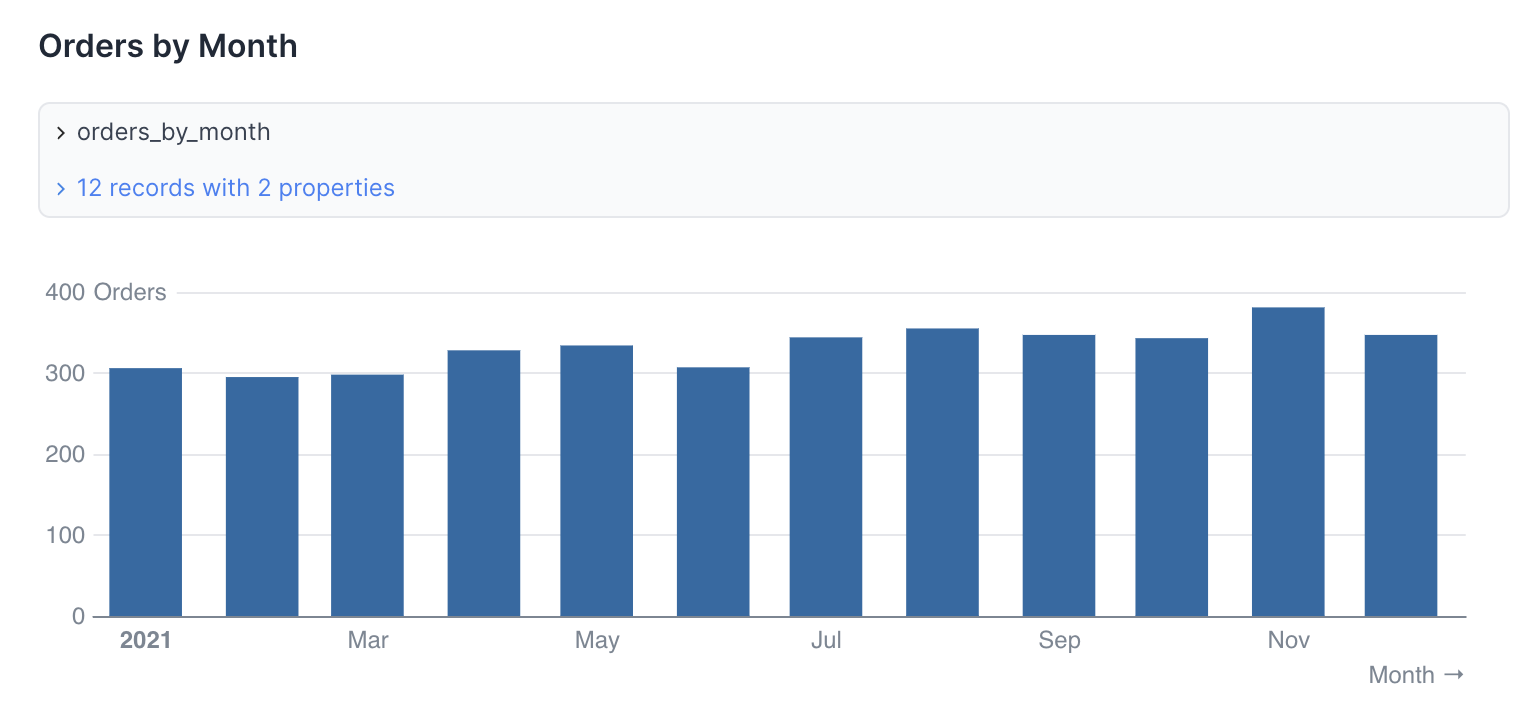 Orders by Month
orders_by_month
12 records with 2 properties
400 Orders
300
200
100
0
2021 Mar May Jul Sep Nov
Month →